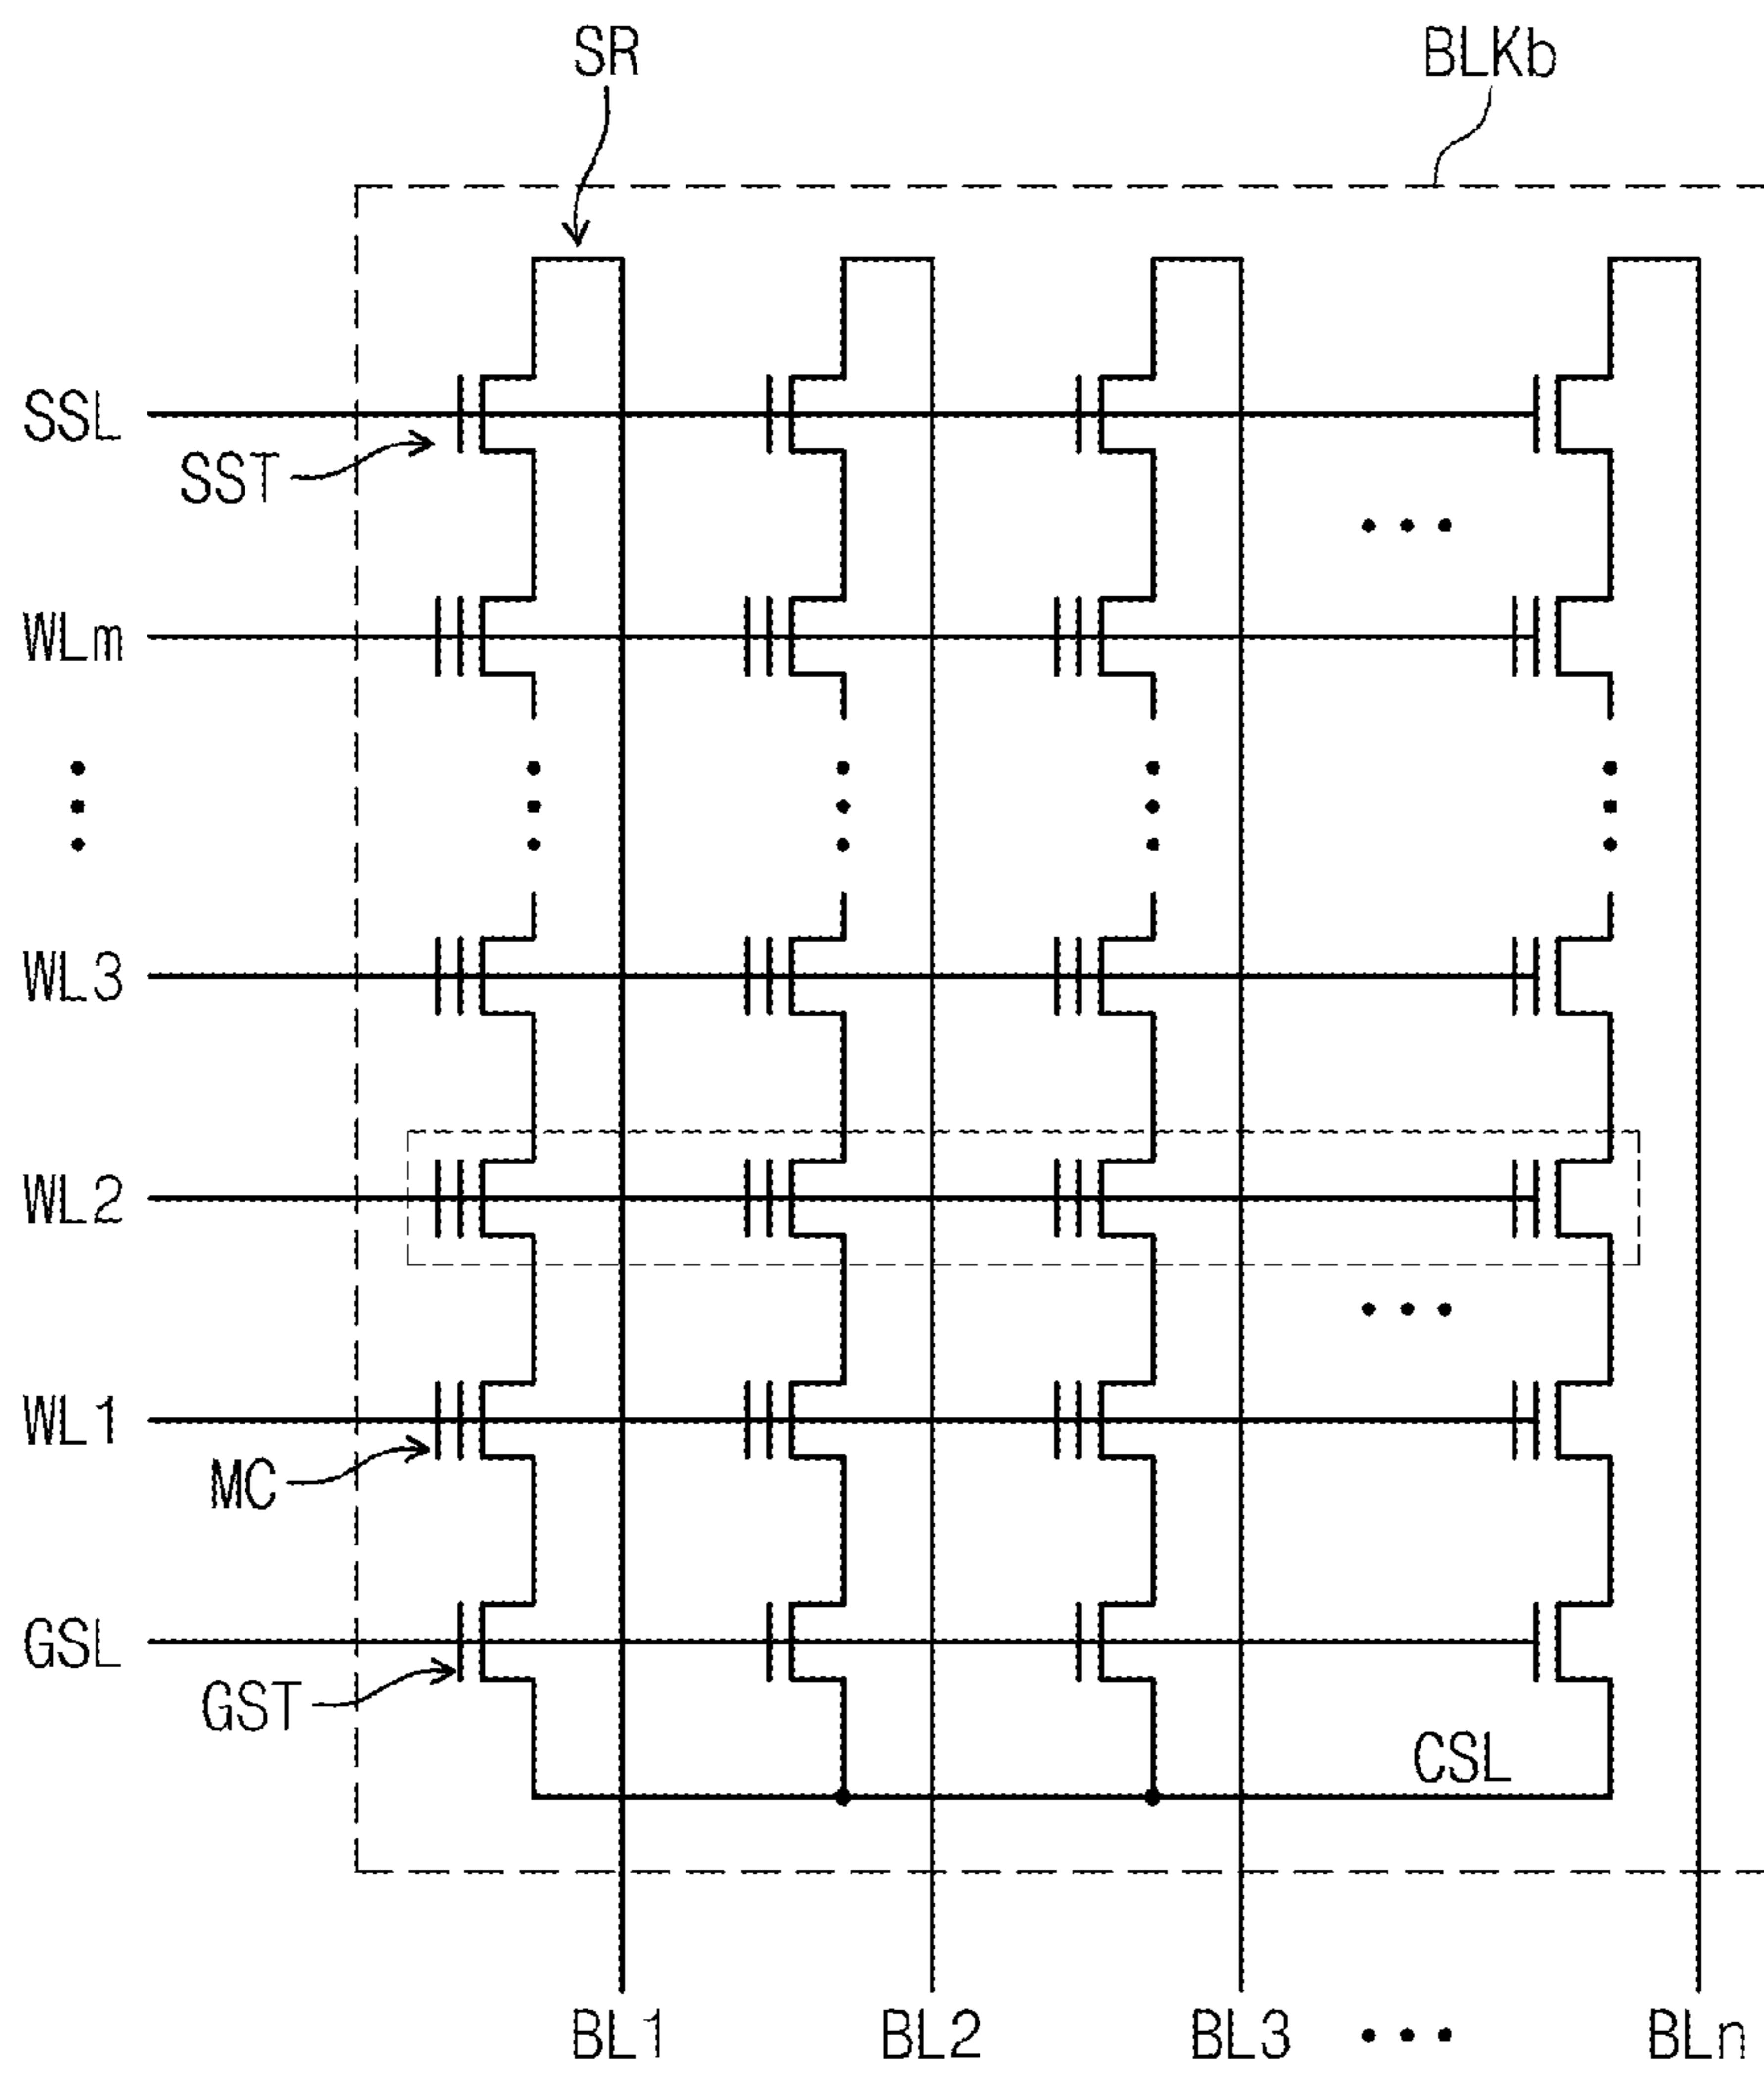 SR
BLKb
SSL
SST
WLm
WL3
WL2
WL1
MC
GSL
GST
CSL
BL1 BL2 BL3 ••• BLn